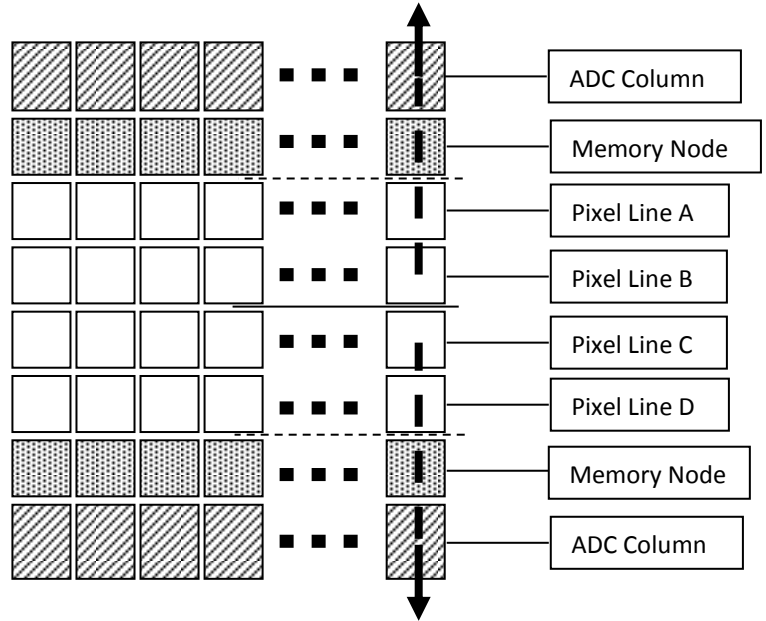 ADC Column
Memory Node
Pixel Line A
Pixel Line B
Pixel Line C
Pixel Line D
Memory Node
ADC Column